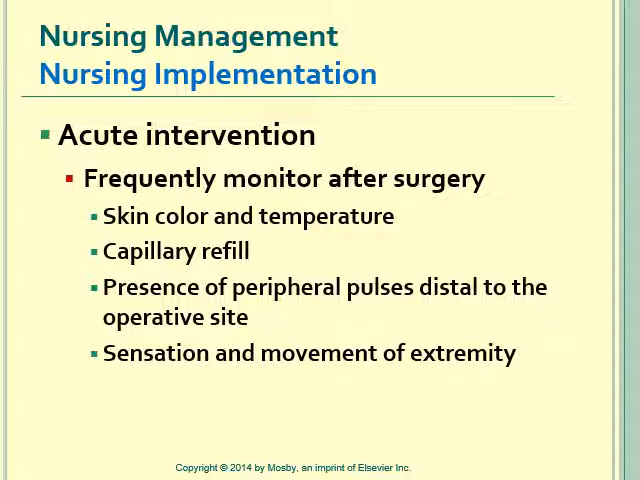 Nursing Management
Nursing Implementation
Acute intervention
Frequently monitor after surgery
Skin color and temperature
Capillary refill
Presence of peripheral pulses distal to the
operative site
Sensation and movement of extremity
Copyright © 2014 by Mosby, an imprint of Elsevier Inc.